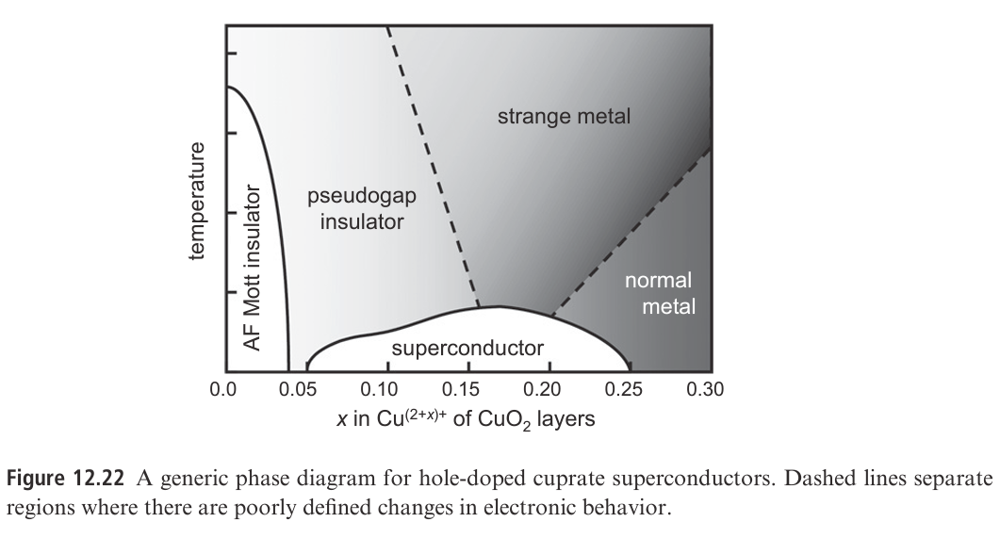 temperature
AF Mott insulator
pseudogap
insulator
strange metal
normal
metal
superconductor
0.0 0.05 0.10 0.15 0.20 0.25 0.30
x in Cu⁽²⁺ˣ⁾⁺ of CuO₂ layers
Figure 12.22 A generic phase diagram for hole-doped cuprate superconductors. Dashed lines separate
regions where there are poorly defined changes in electronic behavior.